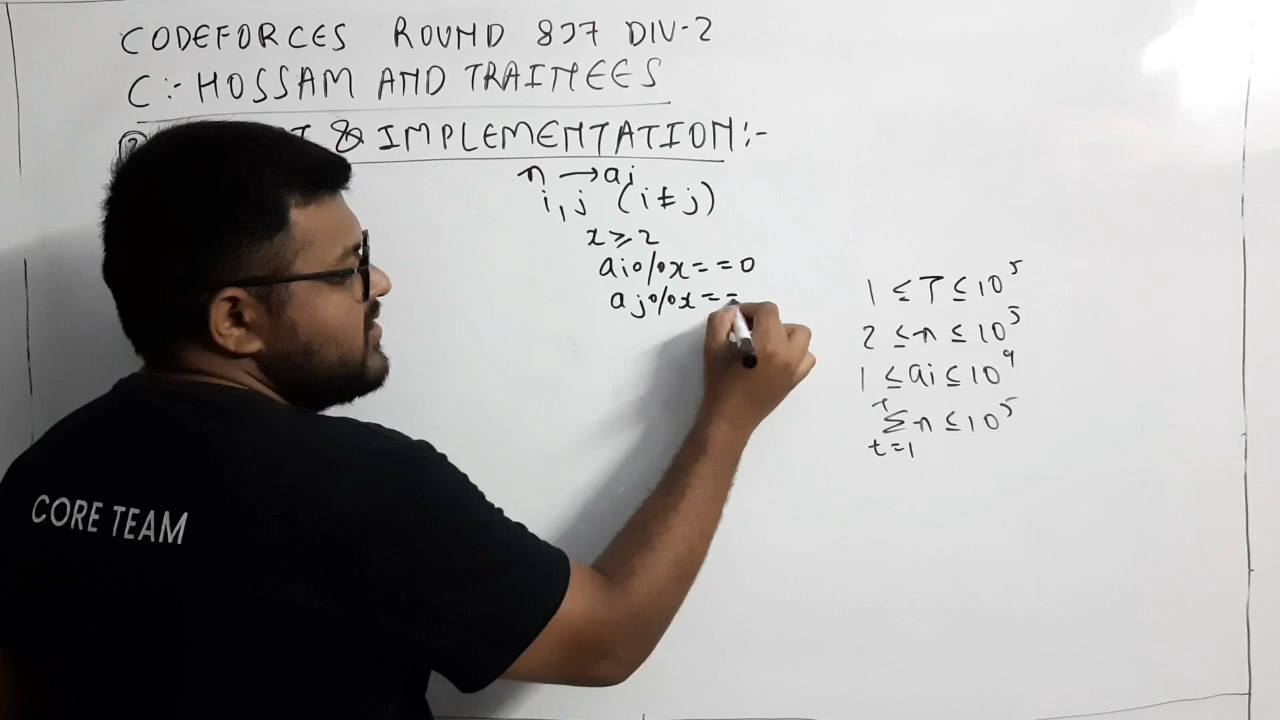 CODEFORCES ROUND 837 DIV-2
C:- HOSSAM AND TRAINEES
& IMPLEMENTATION:-
n → ai
i, j (i ≠ j)
x ≥ 2
ai % x = = 0
aj % x = =
1 ≤ T ≤ 10^5
2 ≤ n ≤ 10^5
1 ≤ ai ≤ 10^9
T
Σ n ≤ 10^5
t = 1
CORE TEAM